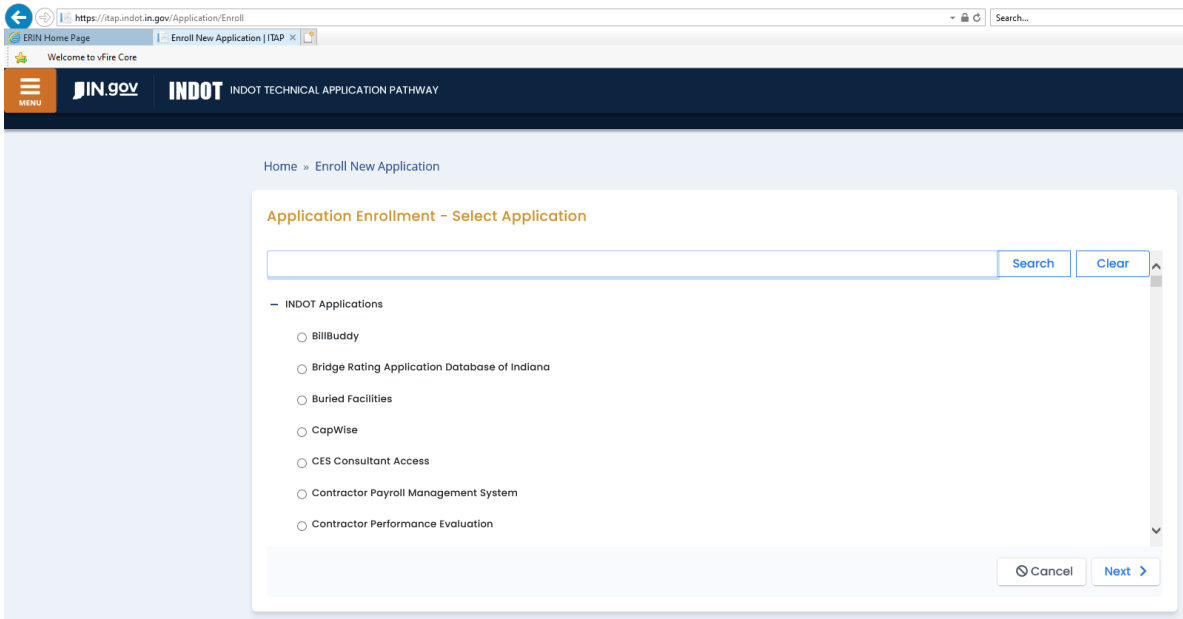 https://itap.indot.in.gov/Application/Enroll
Search...
ERIN Home Page
Enroll New Application | ITAP
Welcome to vFire Core
MENU
IN.gov
INDOT INDOT TECHNICAL APPLICATION PATHWAY
Home » Enroll New Application
Application Enrollment - Select Application
Search
Clear
INDOT Applications
BillBuddy
Bridge Rating Application Database of Indiana
Buried Facilities
CapWise
CES Consultant Access
Contractor Payroll Management System
Contractor Performance Evaluation
Cancel
Next